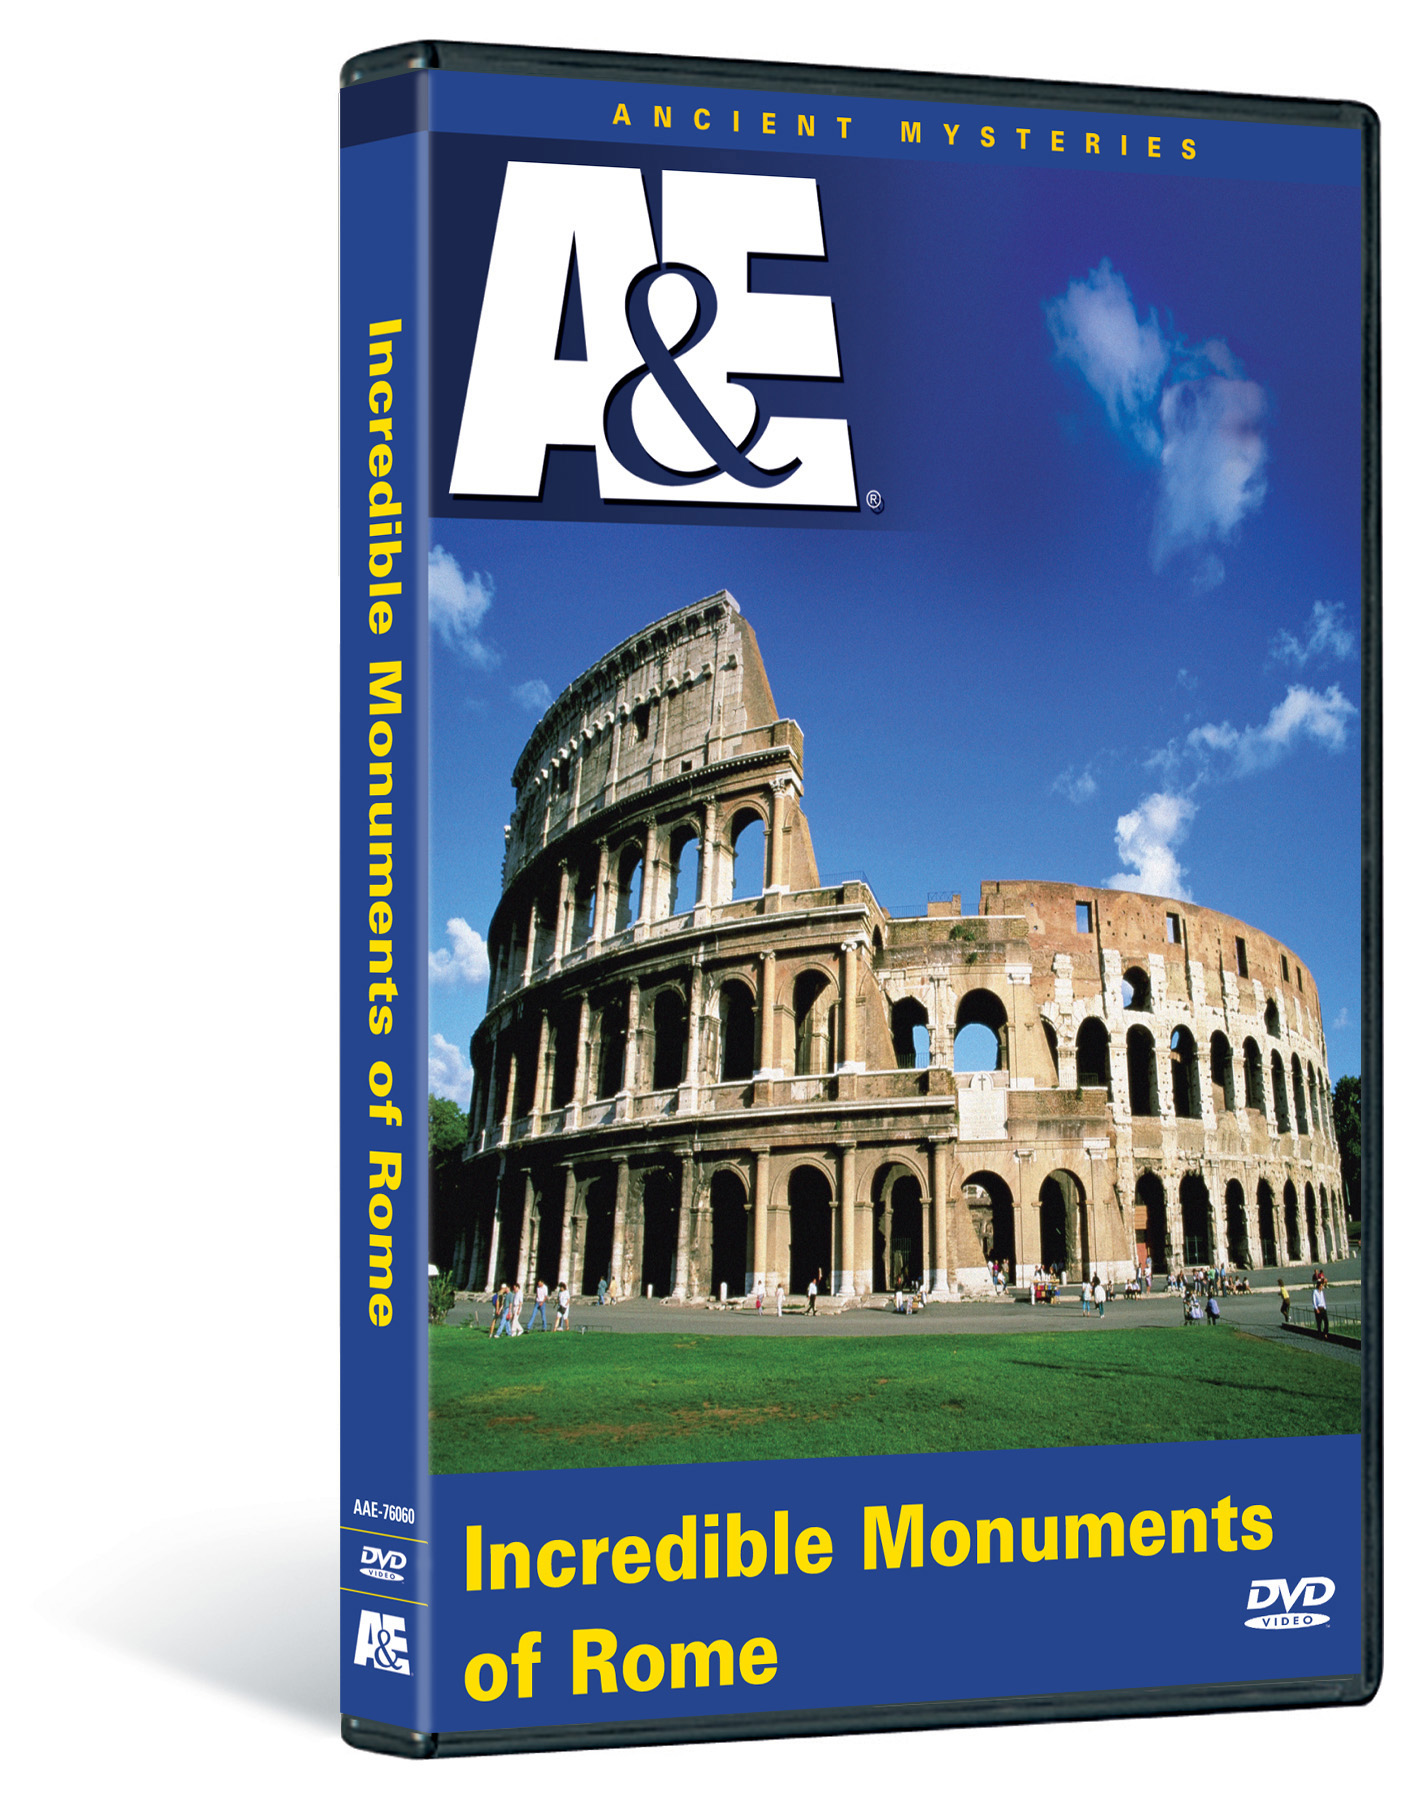 ANCIENT MYSTERIES
A&E
®
Incredible Monuments
of Rome
DVD
VIDEO
Incredible Monuments of Rome
AAE-76060
DVD
VIDEO
A&E